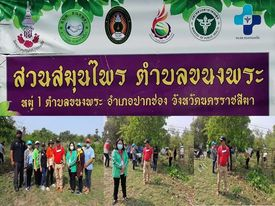 สวนสมุนไพร ตำบลขนงพระ
หมู่ 1 ตำบลขนงพระ อำเภอปากช่อง จังหวัดนครราชสีมา